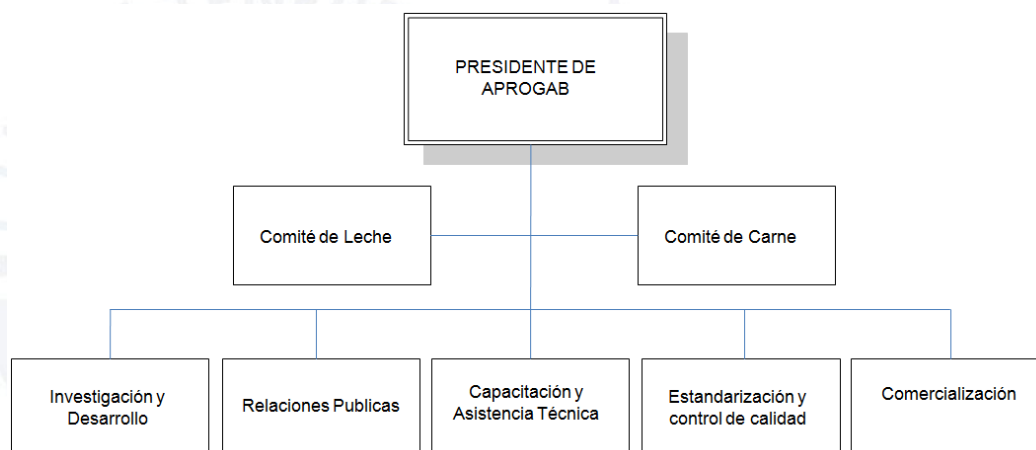 PRESIDENTE DE
APROGAB
Comité de Leche
Comité de Carne
Investigación y
Desarrollo
Relaciones Publicas
Capacitación y
Asistencia Técnica
Estandarización y
control de calidad
Comercialización